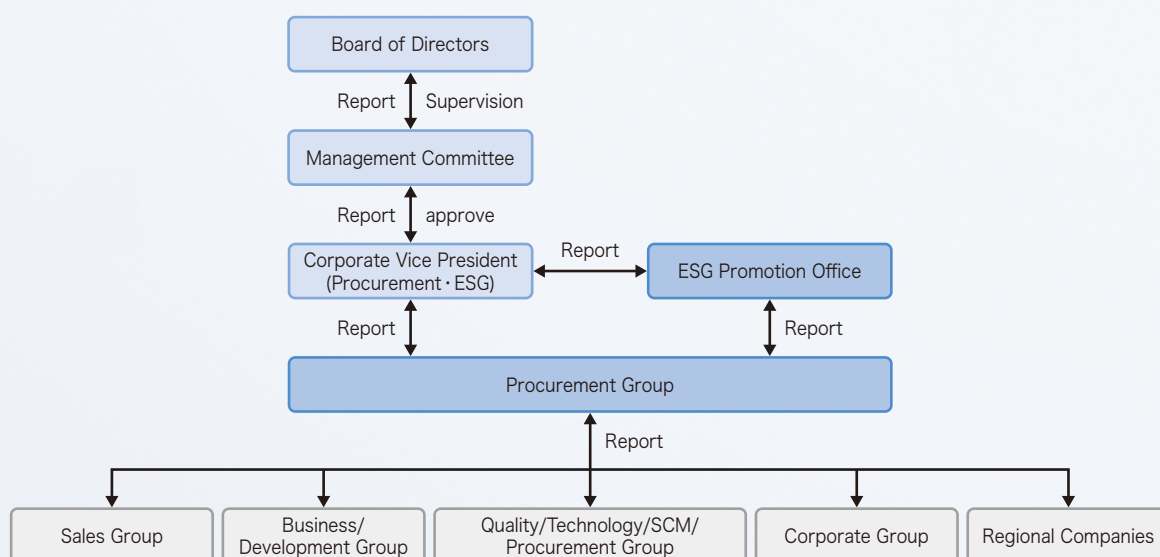 Board of Directors
Report
Supervision
Management Committee
Report
approve
Corporate Vice President
(Procurement・ESG)
Report
ESG Promotion Office
Report
Report
Procurement Group
Report
Sales Group
Business/
Development Group
Quality/Technology/SCM/
Procurement Group
Corporate Group
Regional Companies